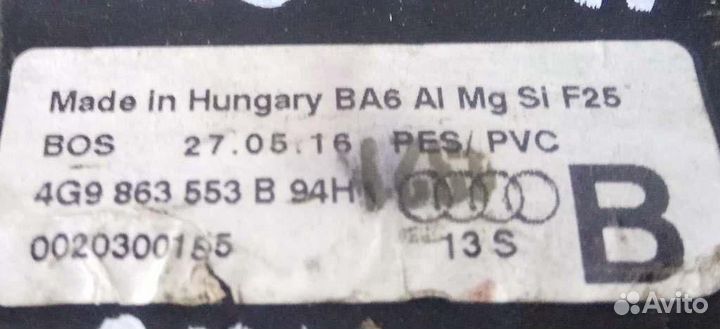 Made in Hungary BA6 Al Mg Si F25
BOS 27.05.16 PES/ PVC
4G9 863 553 B 94H
0020300155 13 S
B
Avito